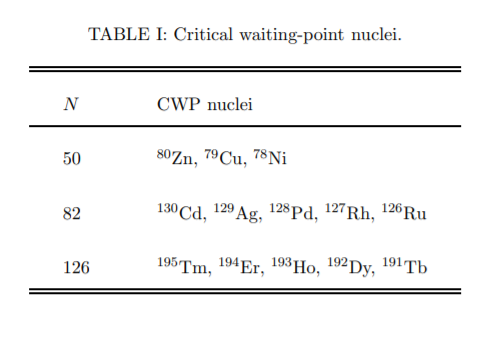 TABLE I: Critical waiting-point nuclei.
N CWP nuclei
50 ⁸⁰Zn, ⁷⁹Cu, ⁷⁸Ni
82 ¹³⁰Cd, ¹²⁹Ag, ¹²⁸Pd, ¹²⁷Rh, ¹²⁶Ru
126 ¹⁹⁵Tm, ¹⁹⁴Er, ¹⁹³Ho, ¹⁹²Dy, ¹⁹¹Tb